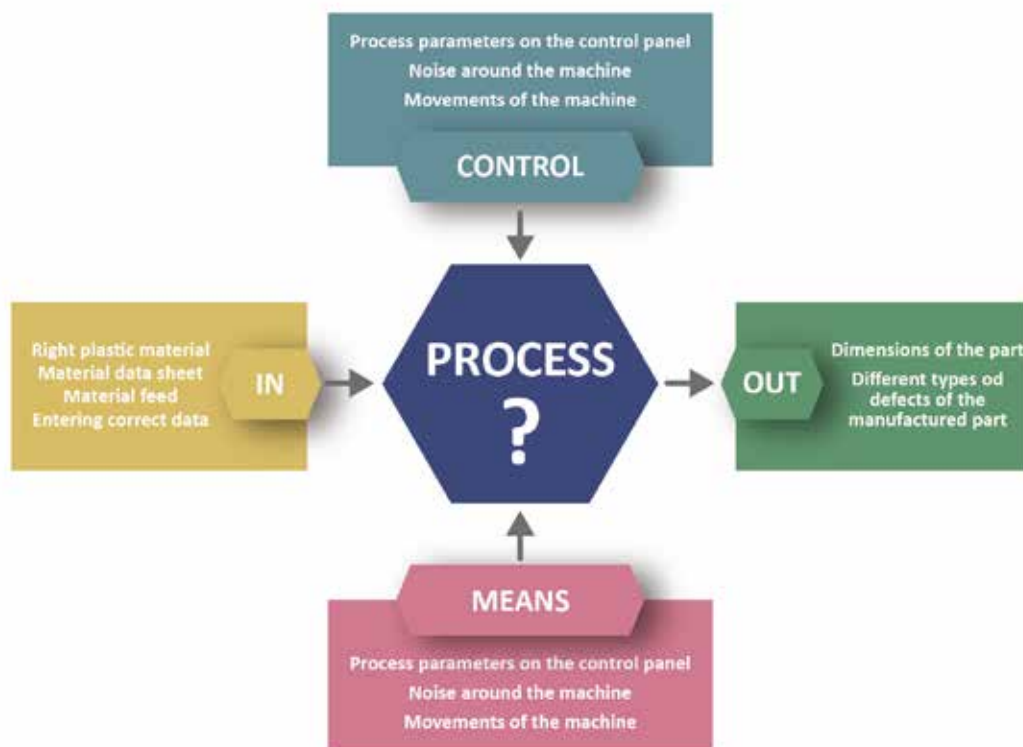 Process parameters on the control panel
Noise around the machine
Movements of the machine
CONTROL
Right plastic material
Material data sheet
Material feed
Entering correct data
IN
PROCESS
?
OUT
Dimensions of the part
Different types od
defects of the
manufactured part
MEANS
Process parameters on the control panel
Noise around the machine
Movements of the machine